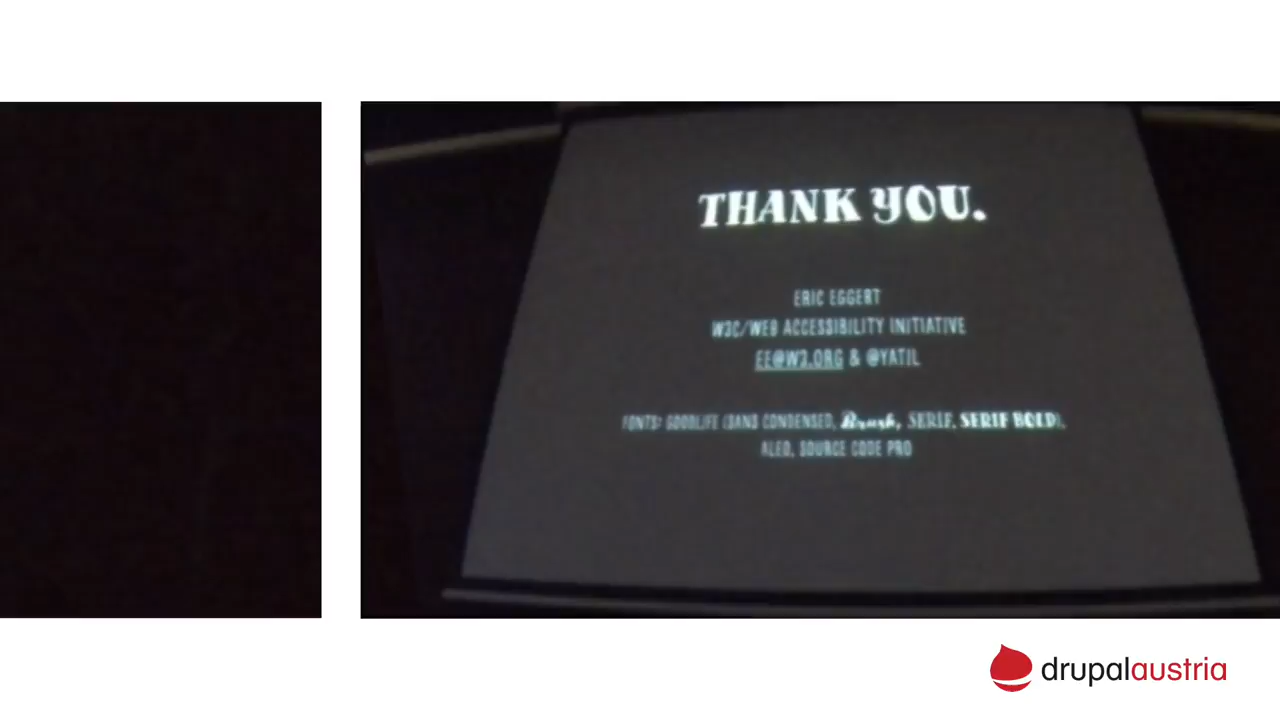 THANK YOU.
ERIC EGGERT
W3C/WEB ACCESSIBILITY INITIATIVE
EE@W3.ORG & @YATIL
FONTS: GOODLIFE (SANS CONDENSED, Brush, SERIF, SERIF BOLD),
ALEO, SOURCE CODE PRO
drupalaustria